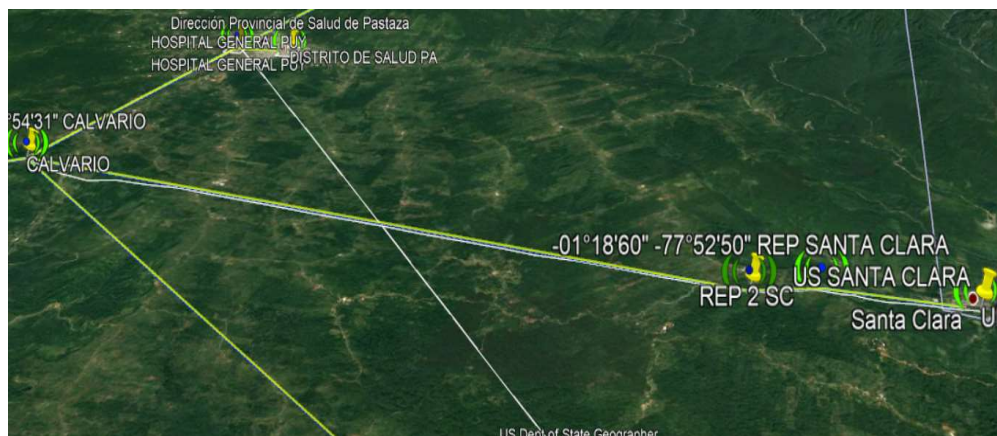 Dirección Provincial de Salud de Pastaza
HOSPITAL GENERAL PUY
HOSPITAL GENERAL PUY
DISTRITO DE SALUD PA
°54'31" CALVARIO
CALVARIO
-01°18'60" -77°52'50" REP SANTA CLARA
US SANTA CLARA
REP 2 SC
Santa Clara
U
US Dept of State Geographer